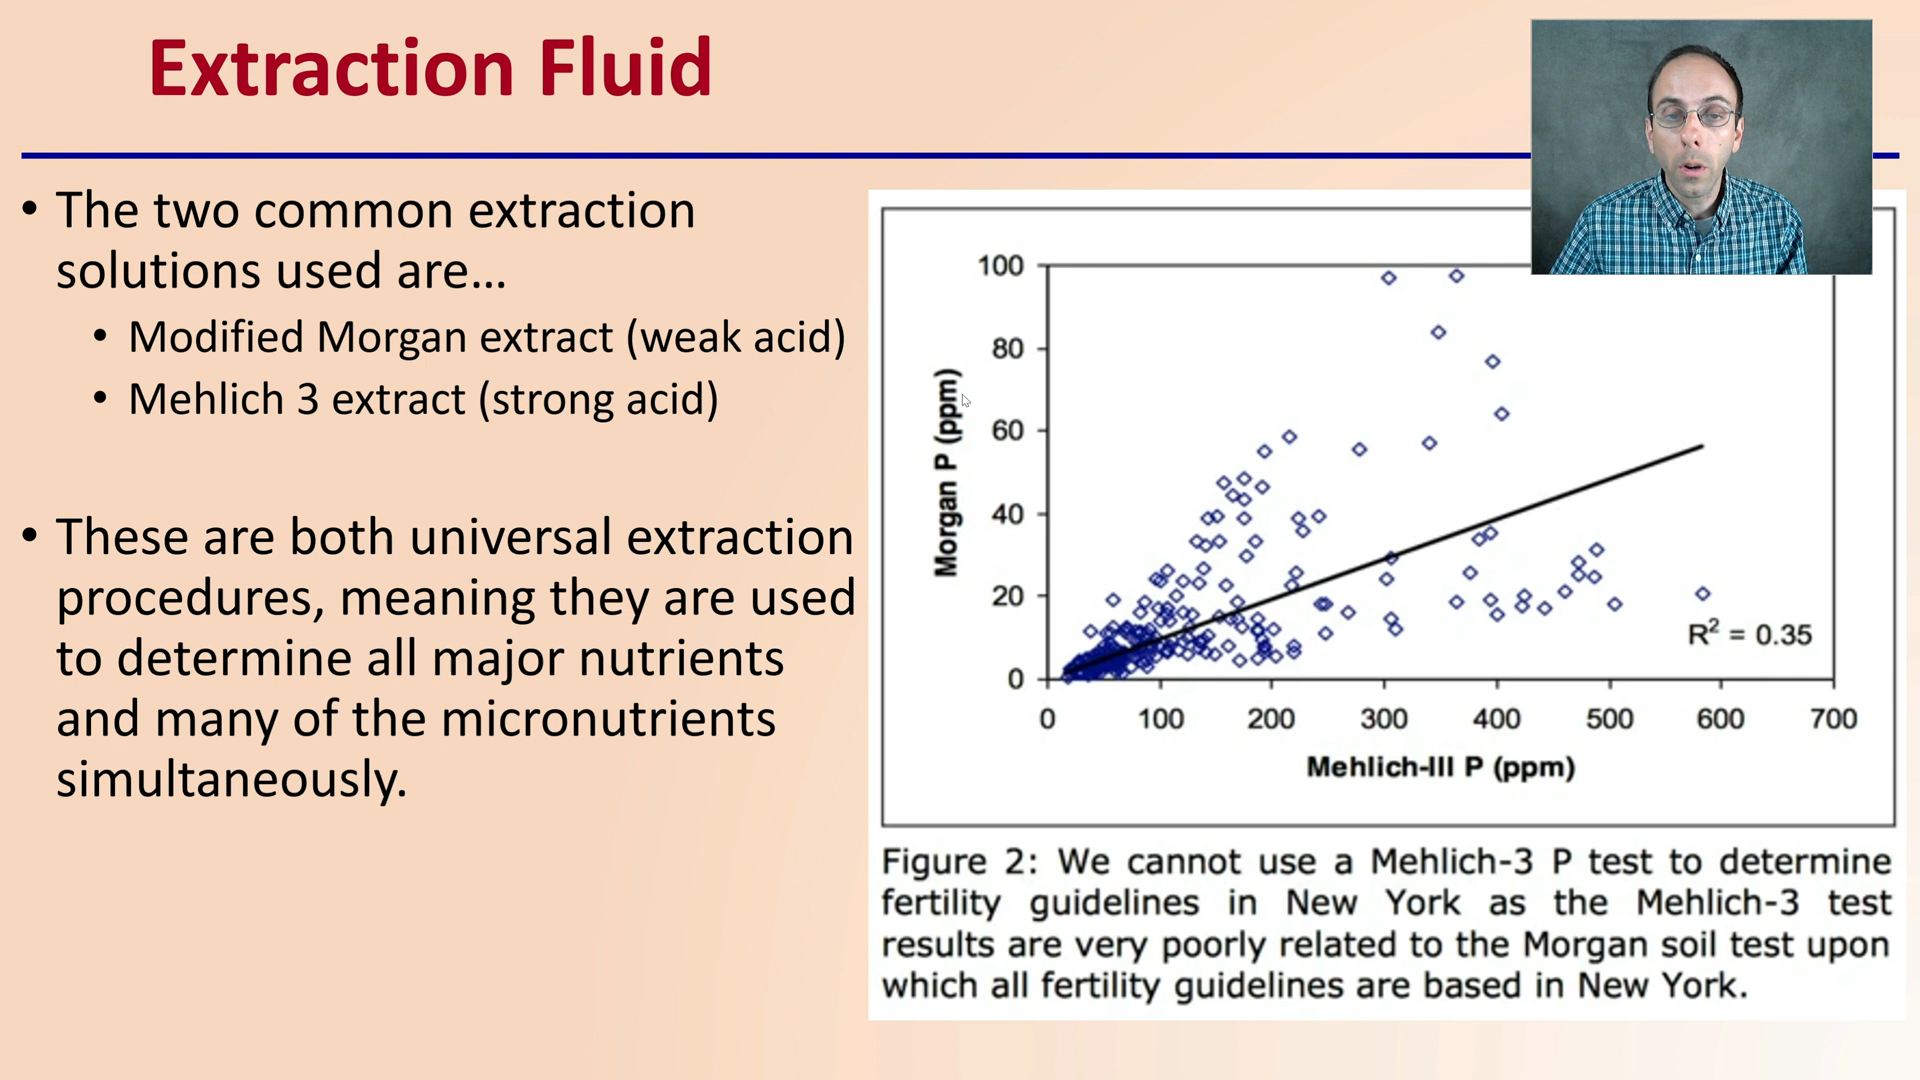 Extraction Fluid
• The two common extraction
solutions used are...
• Modified Morgan extract (weak acid)
• Mehlich 3 extract (strong acid)
• These are both universal extraction
procedures, meaning they are used
to determine all major nutrients
and many of the micronutrients
simultaneously.
Morgan P (ppm)
100
80
60
40
20
0
R² = 0.35
0 100 200 300 400 500 600 700
Mehlich-III P (ppm)
Figure 2: We cannot use a Mehlich-3 P test to determine
fertility guidelines in New York as the Mehlich-3 test
results are very poorly related to the Morgan soil test upon
which all fertility guidelines are based in New York.